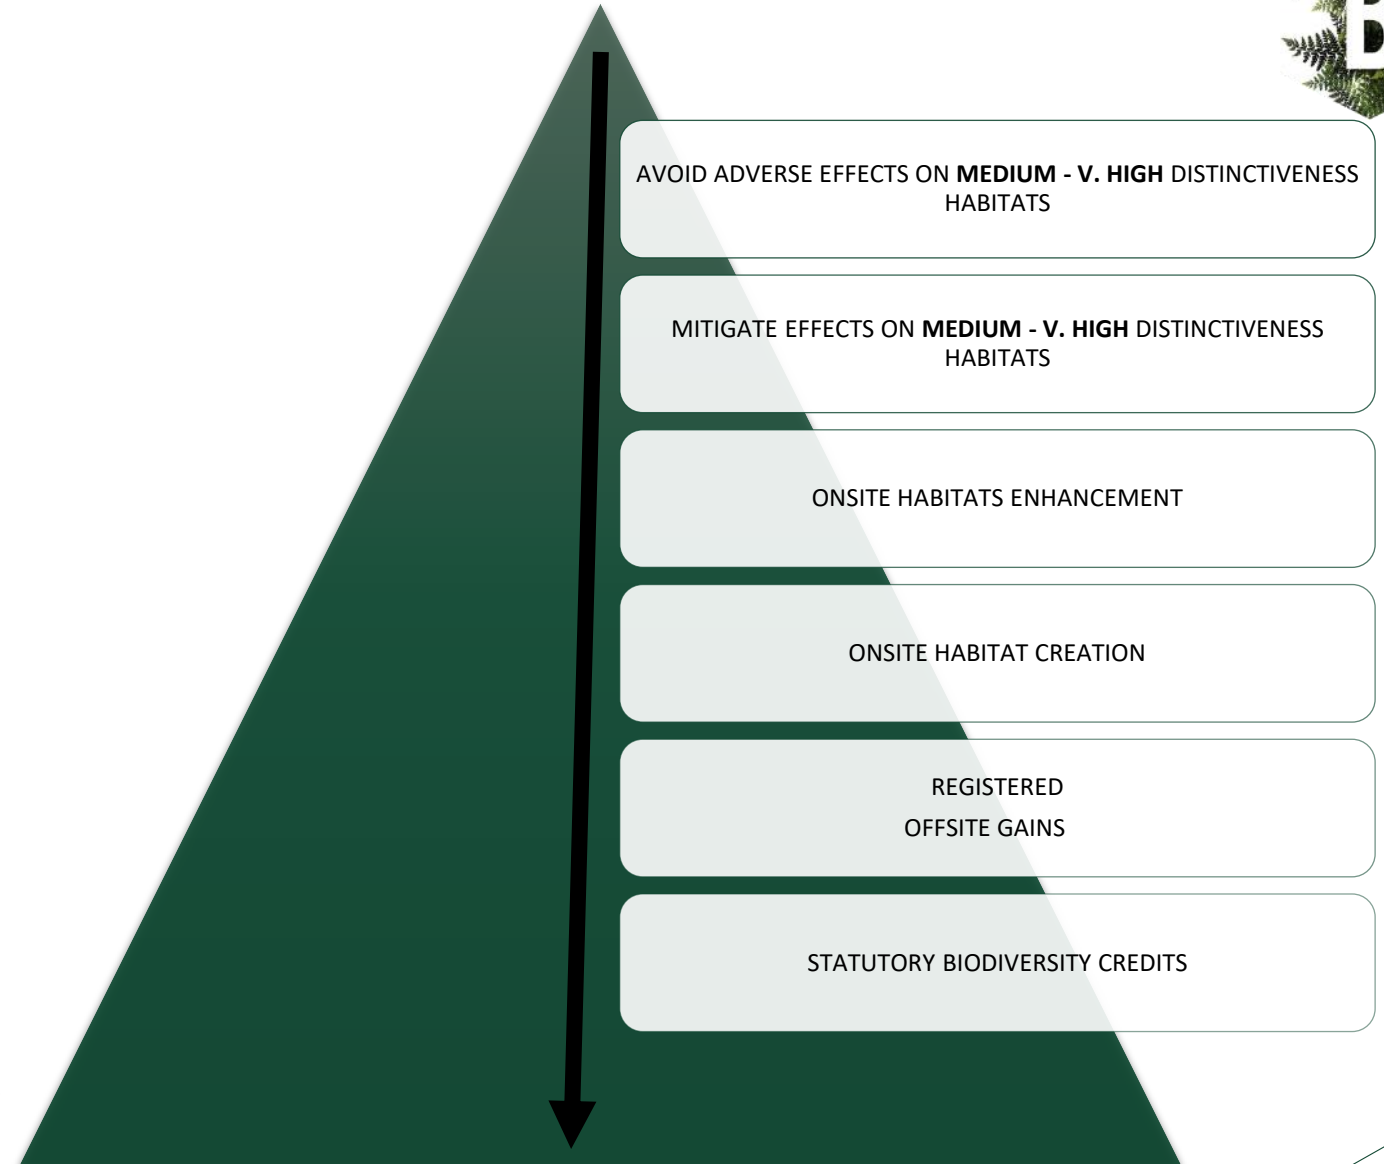 AVOID ADVERSE EFFECTS ON MEDIUM - V. HIGH DISTINCTIVENESS
HABITATS
MITIGATE EFFECTS ON MEDIUM - V. HIGH DISTINCTIVENESS
HABITATS
ONSITE HABITATS ENHANCEMENT
ONSITE HABITAT CREATION
REGISTERED
OFFSITE GAINS
STATUTORY BIODIVERSITY CREDITS